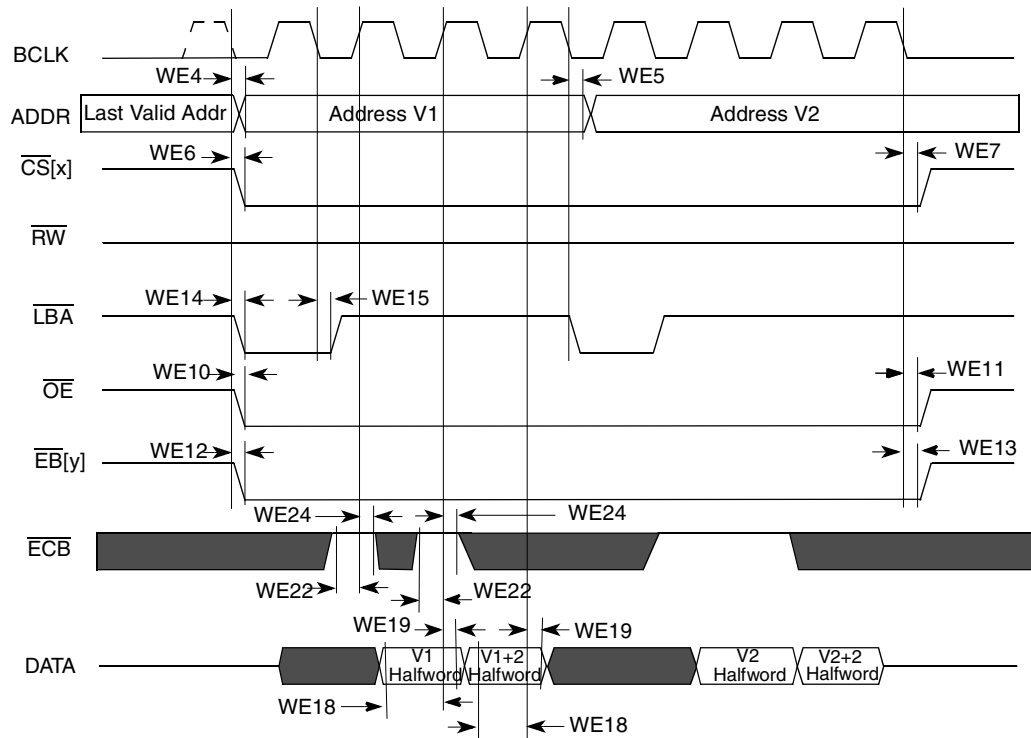 BCLK
WE4
WE5
ADDR
Last Valid Addr
Address V1
Address V2
WE6
WE7
CS[x]
RW
WE14
WE15
LBA
WE10
WE11
OE
WE12
WE13
EB[y]
WE24
WE24
ECB
WE22
WE22
WE19
WE19
DATA
V1
Halfword
V1+2
Halfword
V2
Halfword
V2+2
Halfword
WE18
WE18